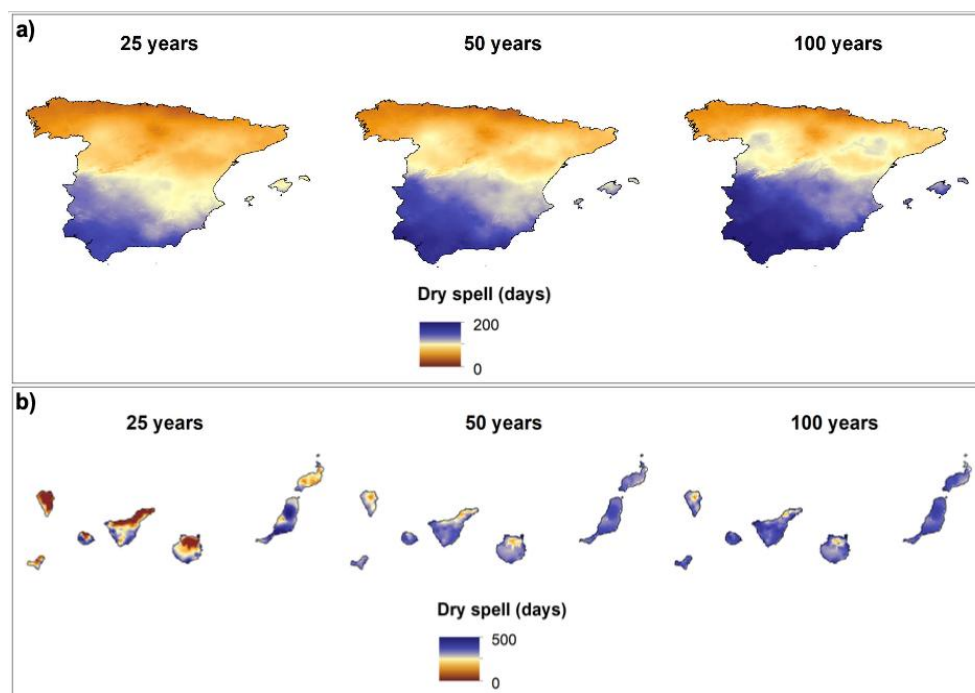 a)
25 years 50 years 100 years
Dry spell (days)
200
0
b)
25 years 50 years 100 years
Dry spell (days)
500
0